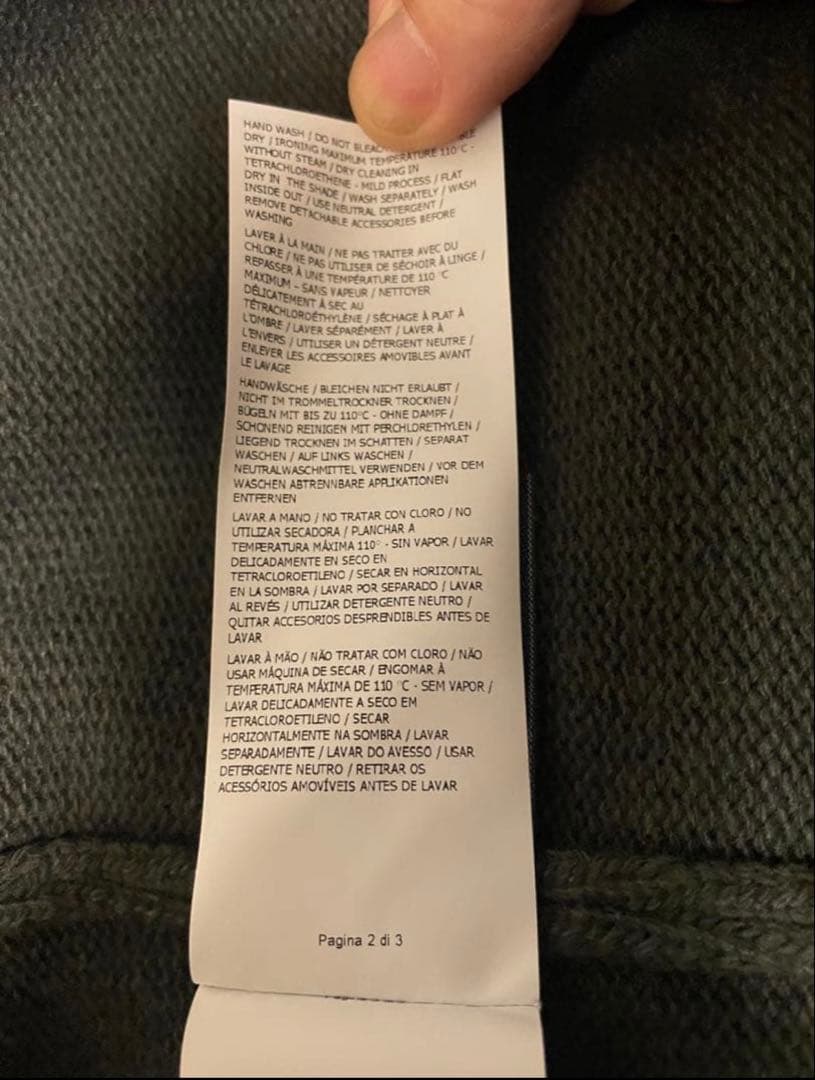 HAND WASH / DO NOT BLEACH
DRY / IRONING MAXIMUM TEMPERATURE 110°C -
WITHOUT STEAM / DRY CLEANING IN
TETRACHLOROETHENE - MILD PROCESS / FLAT
DRY IN THE SHADE / WASH SEPARATELY / WASH
INSIDE OUT / USE NEUTRAL DETERGENT /
REMOVE DETACHABLE ACCESSORIES BEFORE
WASHING
LAVER À LA MAIN / NE PAS TRAITER AVEC DU
CHLORE / NE PAS UTILISER DE SÉCHOIR À LINGE /
REPASSER À UNE TEMPÉRATURE DE 110 °C
MAXIMUM - SANS VAPEUR / NETTOYER
DÉLICATEMENT À SEC AU
TÉTRACHLOROÉTHYLÈNE / SÉCHAGE À PLAT À
L'OMBRE / LAVER SÉPARÉMENT / LAVER À
L'ENVERS / UTILISER UN DÉTERGENT NEUTRE /
ENLEVER LES ACCESSOIRES AMOVIBLES AVANT
LE LAVAGE
HANDWÄSCHE / BLEICHEN NICHT ERLAUBT /
NICHT IM TROMMELTROCKNER TROCKNEN /
BÜGELN MIT BIS ZU 110°C - OHNE DAMPF /
SCHONEND REINIGEN MIT PERCHLORETHYLEN /
LIEGEND TROCKNEN IM SCHATTEN / SEPARAT
WASCHEN / AUF LINKS WASCHEN /
NEUTRALWASCHMITTEL VERWENDEN / VOR DEM
WASCHEN ABTRENNBARE APPLIKATIONEN
ENTFERNEN
LAVAR A MANO / NO TRATAR CON CLORO / NO
UTILIZAR SECADORA / PLANCHAR A
TEMPERATURA MÁXIMA 110° - SIN VAPOR / LAVAR
DELICADAMENTE EN SECO EN
TETRACLOROETILENO / SECAR EN HORIZONTAL
EN LA SOMBRA / LAVAR POR SEPARADO / LAVAR
AL REVÉS / UTILIZAR DETERGENTE NEUTRO /
QUITAR ACCESORIOS DESPRENDIBLES ANTES DE
LAVAR
LAVAR À MÃO / NÃO TRATAR COM CLORO / NÃO
USAR MÁQUINA DE SECAR / ENGOMAR À
TEMPERATURA MÁXIMA DE 110 °C - SEM VAPOR /
LAVAR DELICADAMENTE A SECO EM
TETRACLOROETILENO / SECAR
HORIZONTALMENTE NA SOMBRA / LAVAR
SEPARADAMENTE / LAVAR DO AVESSO / USAR
DETERGENTE NEUTRO / RETIRAR OS
ACESSÓRIOS AMOVÍVEIS ANTES DE LAVAR
Pagina 2 di 3